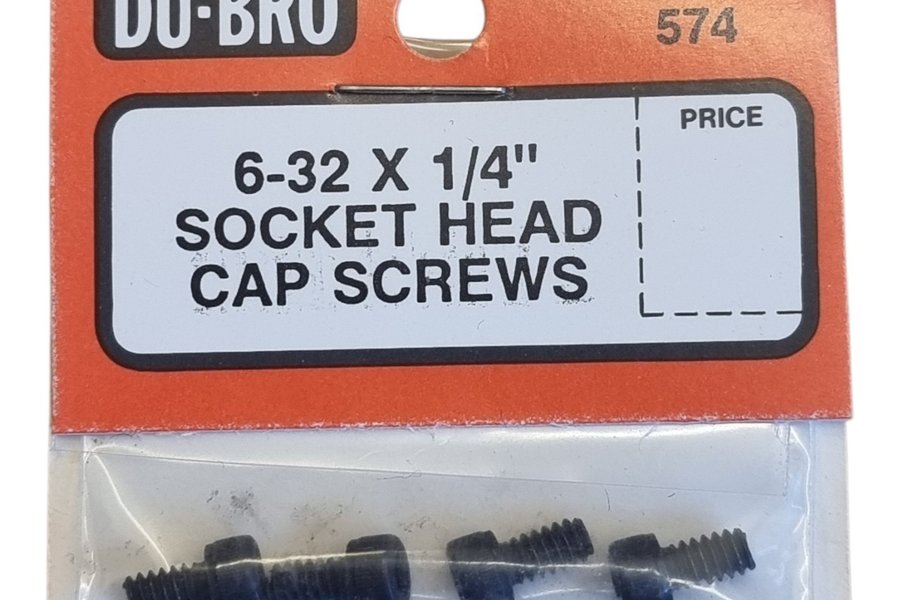 DU-BRO
574
PRICE
6-32 X 1/4"
SOCKET HEAD
CAP SCREWS